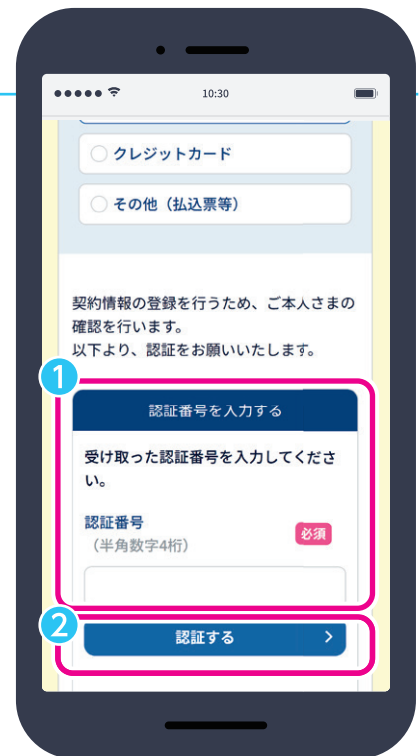 10:30
クレジットカード
その他（払込票等）
契約情報の登録を行うため、ご本人さまの
確認を行います。
以下より、認証をお願いいたします。
1
認証番号を入力する
受け取った認証番号を入力してくださ
い。
認証番号
必須
（半角数字4桁）
2
認証する